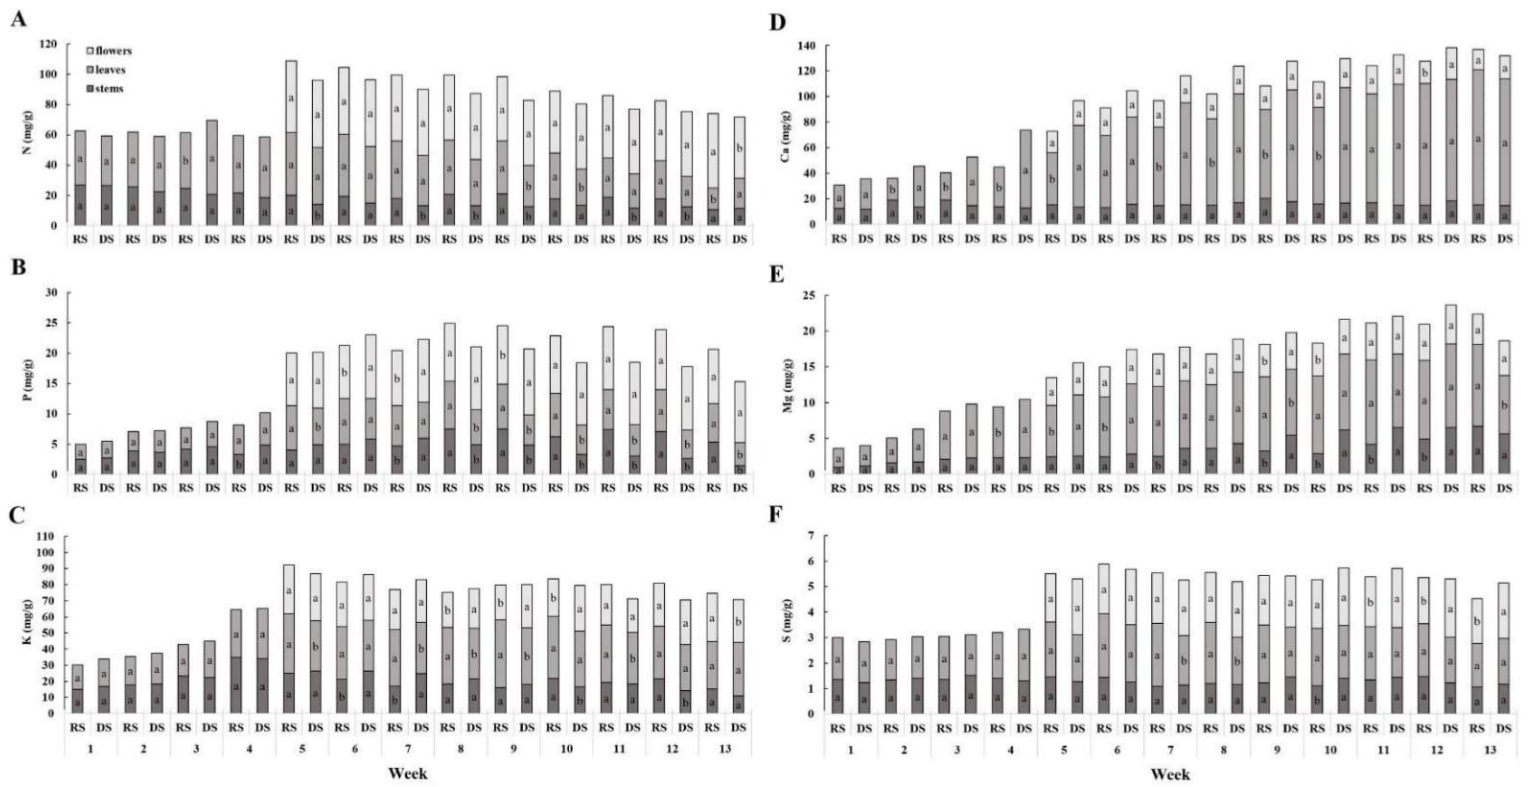 A
N (mg/g)
120
100
80
60
40
20
0
flowers
leaves
stems
a a a a a a a a a a a a a a a a a b
a a a a b a a a a a a a a a a a a b a b a a a a b a
a a a a a a a a a b a a a b a b a b a a a b a b a a
RS DS RS DS RS DS RS DS RS DS RS DS RS DS RS DS RS DS RS DS RS DS RS DS RS DS
B
P (mg/g)
30
25
20
15
10
5
0
a a b a b a a a b a a a a a a a a a
a a a a a a a a a a a a a a a b a b a b a b a b a b
a a a a a a b a a a a a b a a b a b a b a b a b a b
RS DS RS DS RS DS RS DS RS DS RS DS RS DS RS DS RS DS RS DS RS DS RS DS RS DS
C
K (mg/g)
110
100
90
80
70
60
50
40
30
20
10
0
a a a a a a b a b a b a a a a a a b
a a a a a a a a a b a a a a a a a b a a a b a a a a
a a a a a a a a a a b a b a a a a a a b a a a b a a
RS DS RS DS RS DS RS DS RS DS RS DS RS DS RS DS RS DS RS DS RS DS RS DS RS DS
1 2 3 4 5 6 7 8 9 10 11 12 13
Week
D
Ca (mg/g)
140
120
100
80
60
40
20
0
a a a a a a a a a a a a a a b a a a
a a b a b a b a b a a a b a b a b a b a a a a a a a
a a a b a a a a a a a a a a a a a a a a a a a a a a
RS DS RS DS RS DS RS DS RS DS RS DS RS DS RS DS RS DS RS DS RS DS RS DS RS DS
E
Mg (mg/g)
25
20
15
10
5
0
a a a a a a a a b a b a a a a a a a
a a a a a a a a b a b a a a a a a b a a a a a a a b
a a a a a a a a a a a a b a a a b a b a b a b a a a
RS DS RS DS RS DS RS DS RS DS RS DS RS DS RS DS RS DS RS DS RS DS RS DS RS DS
F
S (mg/g)
7
6
5
4
3
2
1
0
a a a a a a a a a a a a b a b a b a
a a a a a a a a a a a a a b a b a a a a a a a a a a
a a a a a a a a a a a a a a a a a a b a a a a a a a
RS DS RS DS RS DS RS DS RS DS RS DS RS DS RS DS RS DS RS DS RS DS RS DS RS DS
1 2 3 4 5 6 7 8 9 10 11 12 13
Week